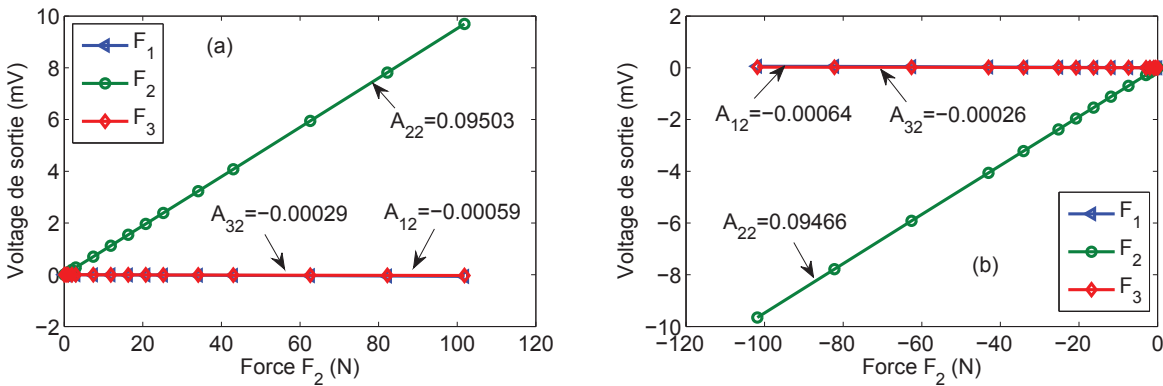 10
8
6
4
2
0
−2
Voltage de sortie (mV)
F1
F2
F3
(a)
A22=0.09503
A32=−0.00029
A12=−0.00059
0 20 40 60 80 100 120
Force F2 (N)
2
0
−2
−4
−6
−8
−10
Voltage de sortie (mV)
A12=−0.00064
A32=−0.00026
A22=0.09466
(b)
F1
F2
F3
−120 −100 −80 −60 −40 −20 0
Force F2 (N)